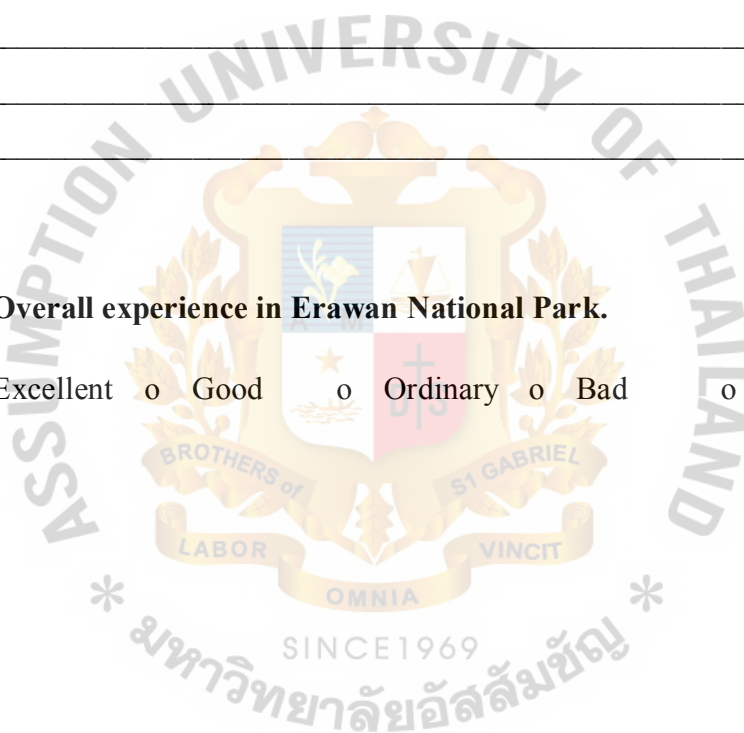 ASSUMPTION UNIVERSITY OF THAILAND
Overall experience in Erawan National Park.
A M
Excellent o Good o Ordinary o Bad o
D S
BROTHERS of ST GABRIEL
LABOR VINCIT
OMNIA
SINCE1969
* มหาวิทยาลัยอัสสัมชัญ *